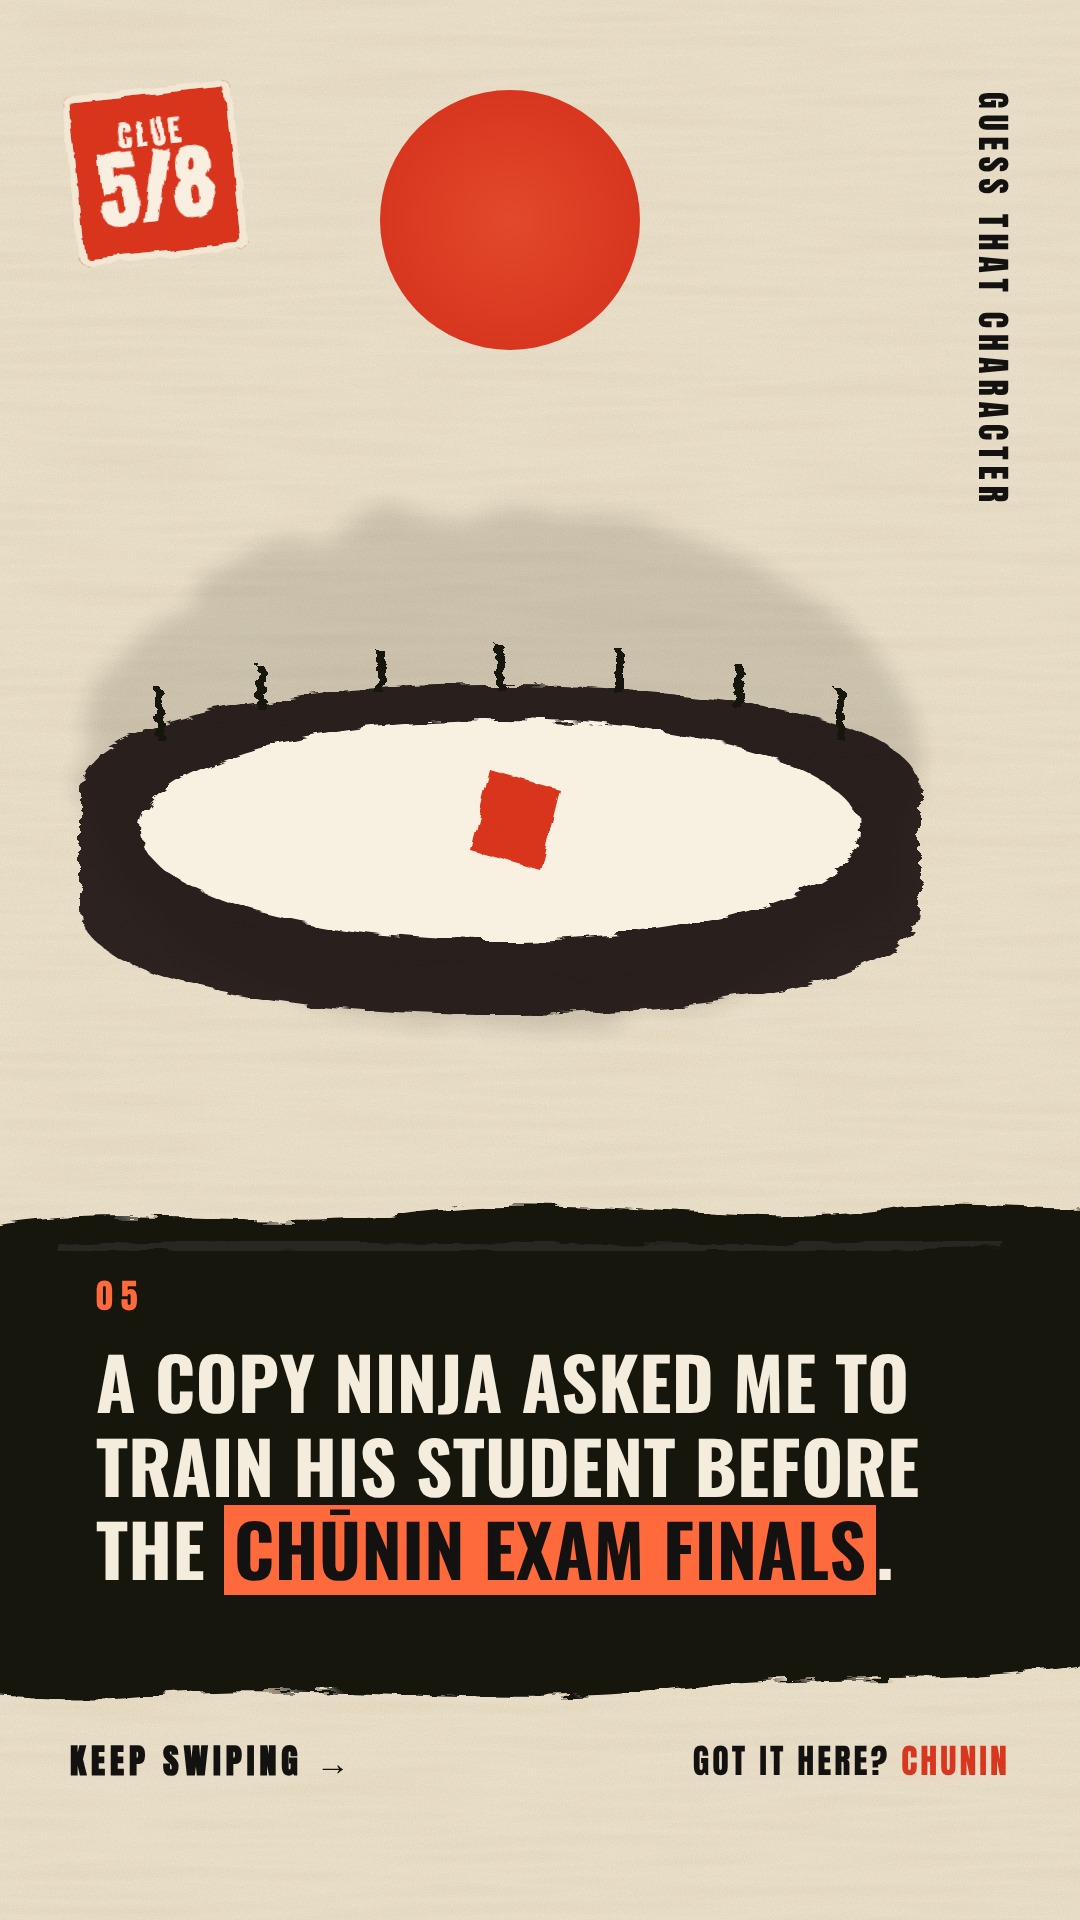 CLUE
5/8
GUESS THAT CHARACTER
05
A COPY NINJA ASKED ME TO
TRAIN HIS STUDENT BEFORE
THE CHŪNIN EXAM FINALS.
KEEP SWIPING →
GOT IT HERE? CHUNIN